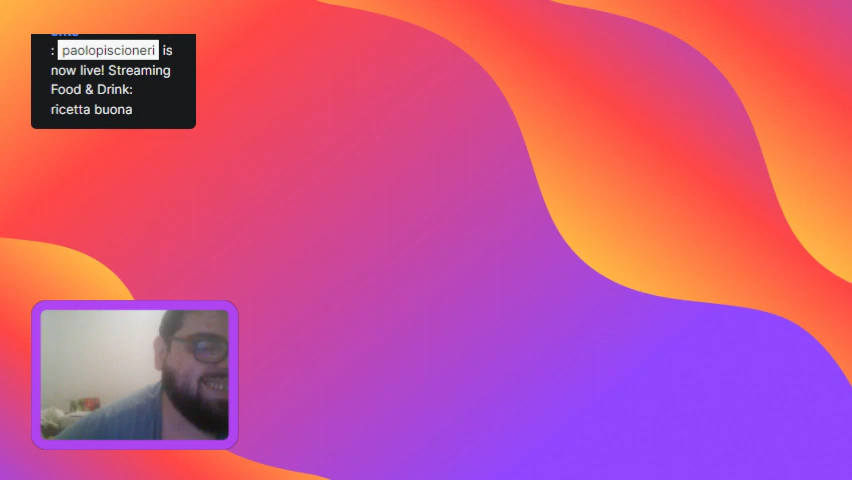 : paolopiscioneri is
now live! Streaming
Food & Drink:
ricetta buona